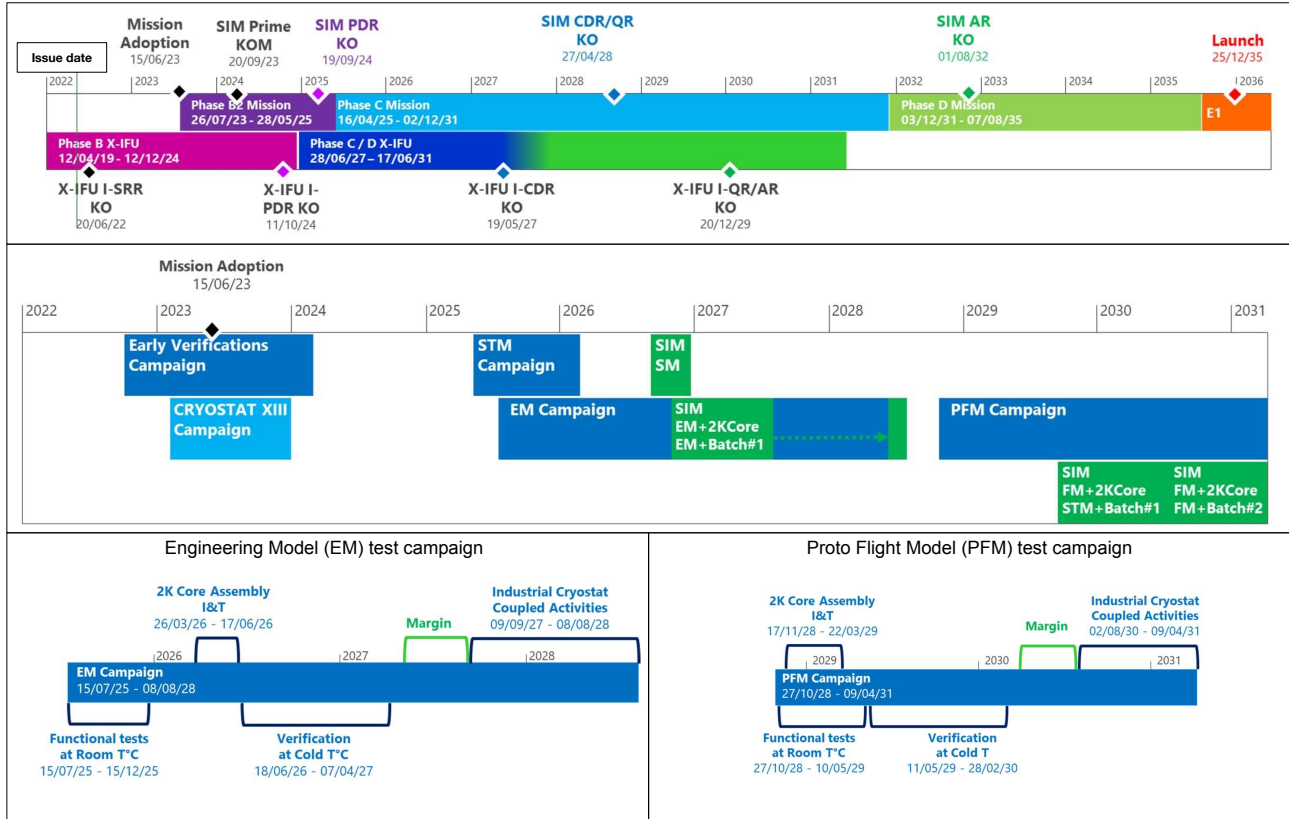 Mission
Adoption
15/06/23
SIM Prime
KOM
20/09/23
SIM PDR
KO
19/09/24
SIM CDR/QR
KO
27/04/28
SIM AR
KO
01/08/32
Launch
25/12/35
Issue date
2022 2023 2024 2025 2026 2027 2028 2029 2030 2031 2032 2033 2034 2035 2036
Phase B2 Mission
26/07/23 - 28/05/25
Phase C Mission
16/04/25 - 02/12/31
Phase D Mission
03/12/31 - 07/08/35
E1
Phase B X-IFU
12/04/19 - 12/12/24
Phase C / D X-IFU
28/06/27 – 17/06/31
X-IFU I-SRR
KO
20/06/22
X-IFU I-
PDR KO
11/10/24
X-IFU I-CDR
KO
19/05/27
X-IFU I-QR/AR
KO
20/12/29
Mission Adoption
15/06/23
2022 2023 2024 2025 2026 2027 2028 2029 2030 2031
Early Verifications
Campaign
STM
Campaign
SIM
SM
CRYOSTAT XIII
Campaign
EM Campaign
SIM
EM+2KCore
EM+Batch#1
PFM Campaign
SIM
FM+2KCore
STM+Batch#1
SIM
FM+2KCore
FM+Batch#2
Engineering Model (EM) test campaign
2K Core Assembly
I&T
26/03/26 - 17/06/26
Margin
Industrial Cryostat
Coupled Activities
09/09/27 - 08/08/28
2026 2027 2028
EM Campaign
15/07/25 - 08/08/28
Functional tests
at Room T°C
15/07/25 - 15/12/25
Verification
at Cold T°C
18/06/26 - 07/04/27
Proto Flight Model (PFM) test campaign
2K Core Assembly
I&T
17/11/28 - 22/03/29
Margin
Industrial Cryostat
Coupled Activities
02/08/30 - 09/04/31
2029 2030 2031
PFM Campaign
27/10/28 - 09/04/31
Functional tests
at Room T°C
27/10/28 - 10/05/29
Verification
at Cold T
11/05/29 - 28/02/30